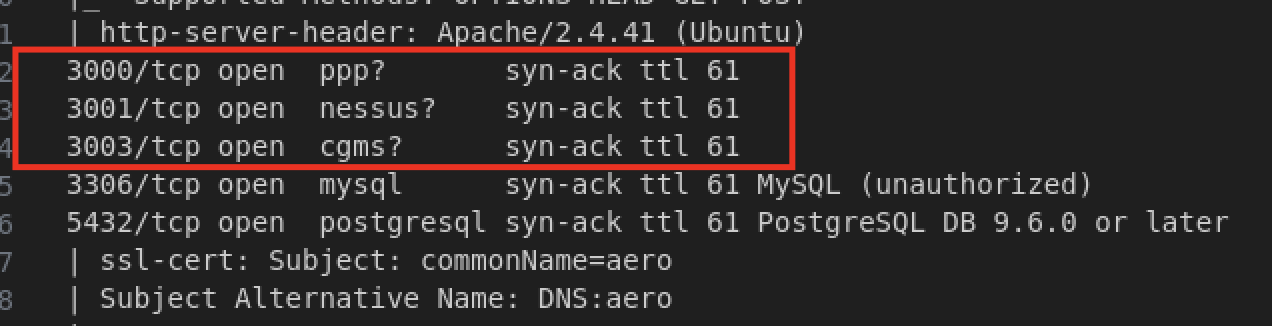 |_  Supported Methods: OPTIONS HEAD GET POST
1 | http-server-header: Apache/2.4.41 (Ubuntu)
2 3000/tcp open  ppp?       syn-ack ttl 61
3 3001/tcp open  nessus?    syn-ack ttl 61
4 3003/tcp open  cgms?      syn-ack ttl 61
5 3306/tcp open  mysql      syn-ack ttl 61 MySQL (unauthorized)
6 5432/tcp open  postgresql syn-ack ttl 61 PostgreSQL DB 9.6.0 or later
7 | ssl-cert: Subject: commonName=aero
8 | Subject Alternative Name: DNS:aero